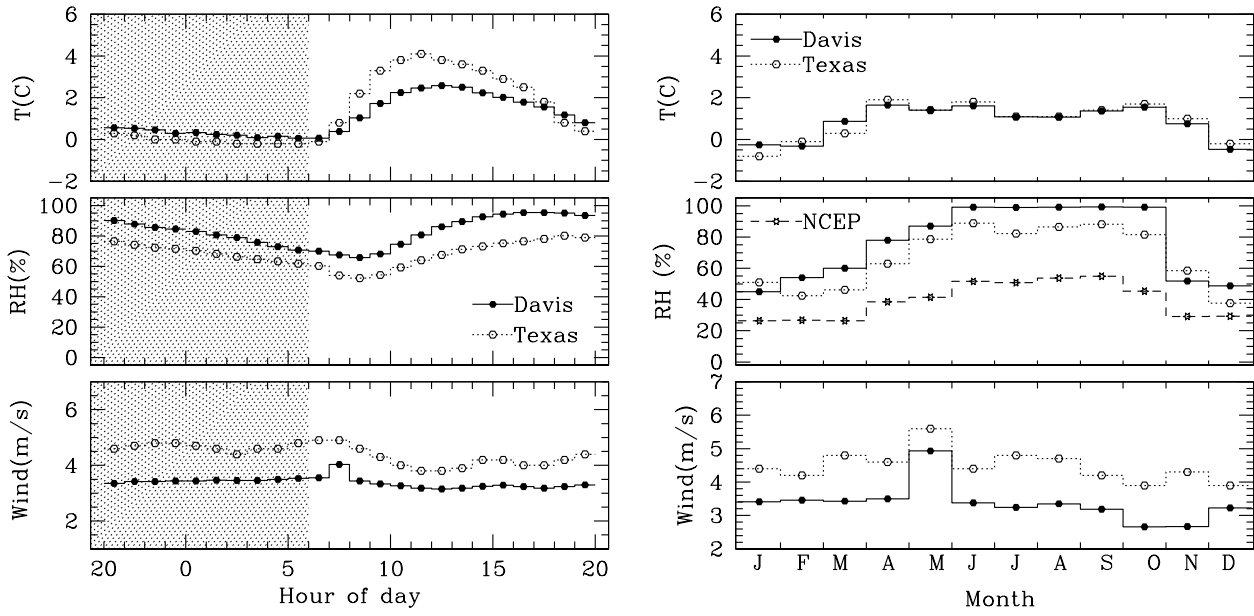 6
4
2
0
−2
T(C)
100
80
60
40
20
0
RH(%)
Davis
Texas
6
4
2
Wind(m/s)
20 0 5 10 15 20
Hour of day
6
4
2
0
−2
T(C)
Davis
Texas
100
80
60
40
20
0
RH (%)
NCEP
7
6
5
4
3
2
Wind(m/s)
J F M A M J J A S O N D
Month